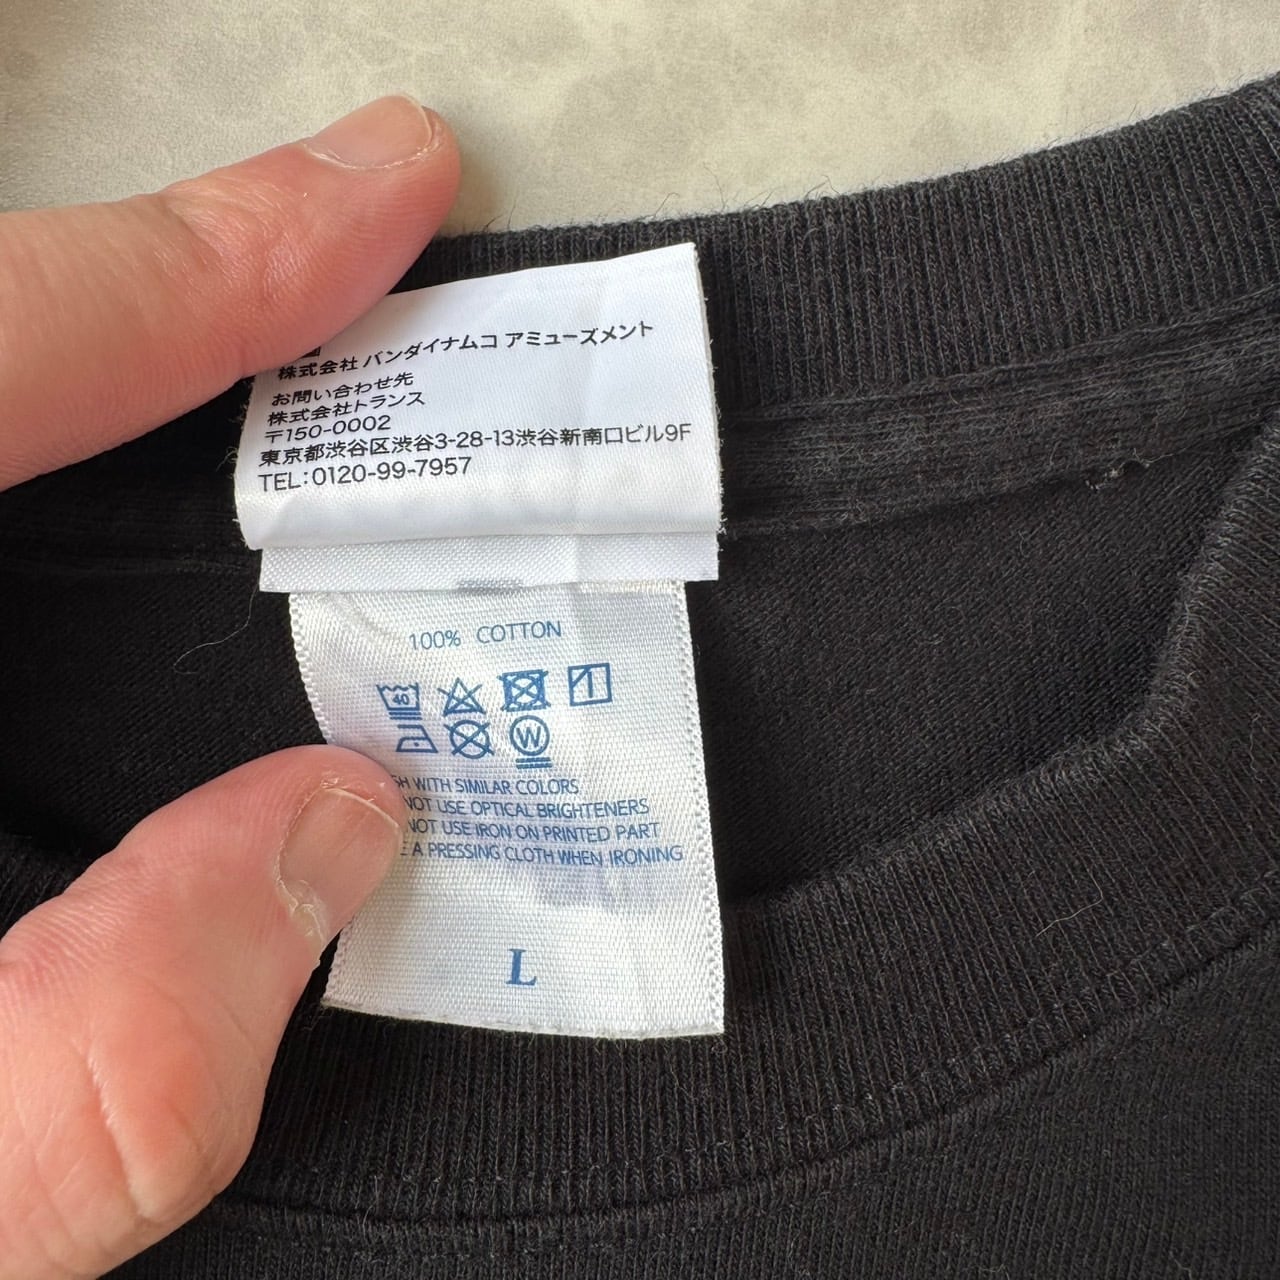 株式会社 バンダイナムコ アミューズメント
お問い合わせ先
株式会社トランス
〒150-0002
東京都渋谷区渋谷3-28-13渋谷新南口ビル9F
TEL:0120-99-7957
100% COTTON
40
W
SH WITH SIMILAR COLORS
NOT USE OPTICAL BRIGHTENERS
NOT USE IRON ON PRINTED PART
E A PRESSING CLOTH WHEN IRONING
L